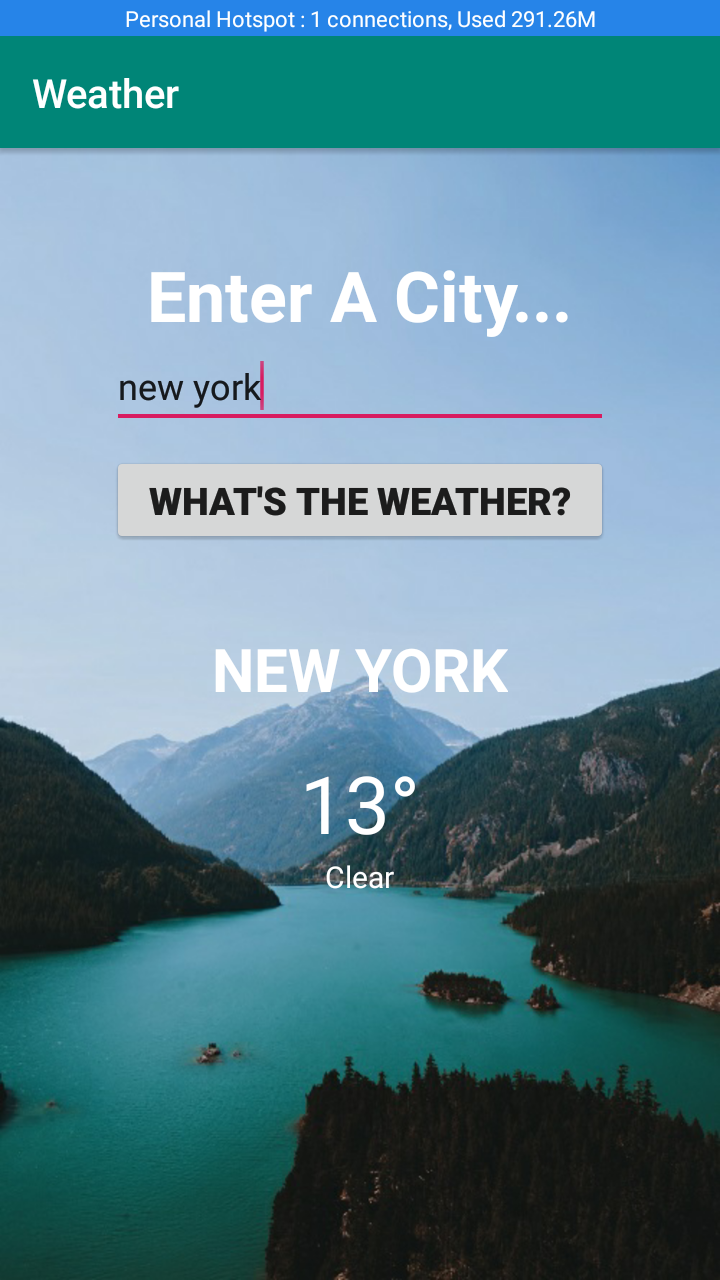 Personal Hotspot : 1 connections, Used 291.26M
Weather
Enter A City...
new york
WHAT'S THE WEATHER?
NEW YORK
13°
Clear